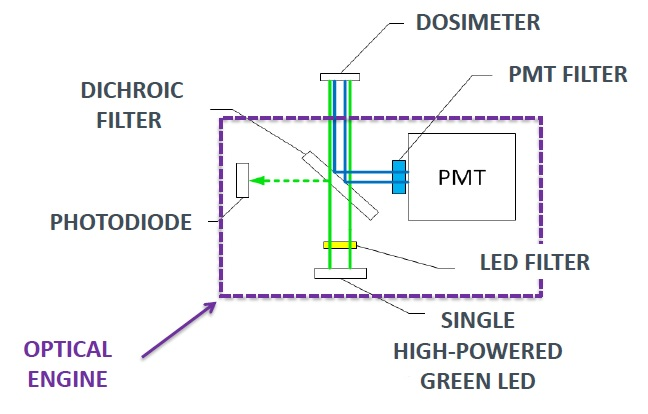 DOSIMETER
PMT FILTER
DICHROIC
FILTER
PMT
PHOTODIODE
LED FILTER
SINGLE
HIGH-POWERED
GREEN LED
OPTICAL
ENGINE